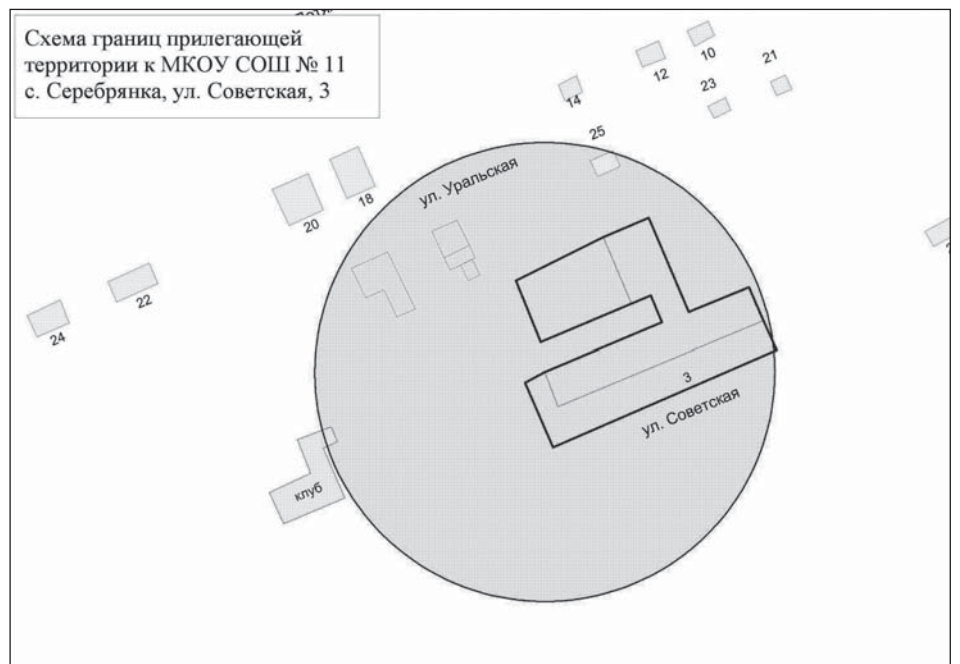 Схема границ прилегающей
территории к МКОУ СОШ № 11
с. Серебрянка, ул. Советская, 3
10
12
21
23
14
25
ул. Уральская
18
20
22
24
3
ул. Советская
клуб